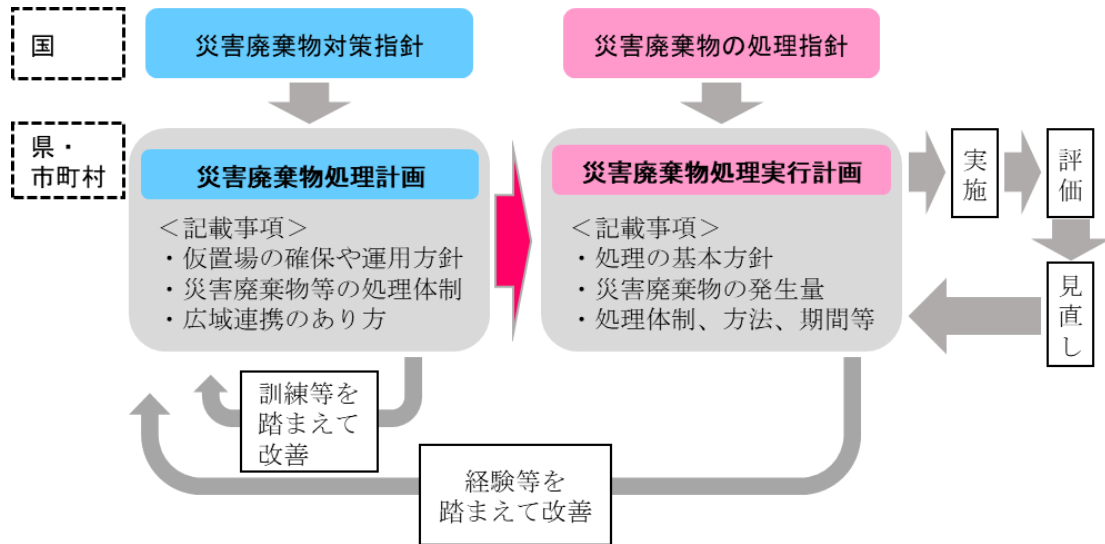 国
災害廃棄物対策指針
災害廃棄物の処理指針
県・
市町村
災害廃棄物処理計画
＜記載事項＞
・仮置場の確保や運用方針
・災害廃棄物等の処理体制
・広域連携のあり方
災害廃棄物処理実行計画
＜記載事項＞
・処理の基本方針
・災害廃棄物の発生量
・処理体制、方法、期間等
実施
評価
見直し
訓練等を
踏まえて
改善
経験等を
踏まえて改善